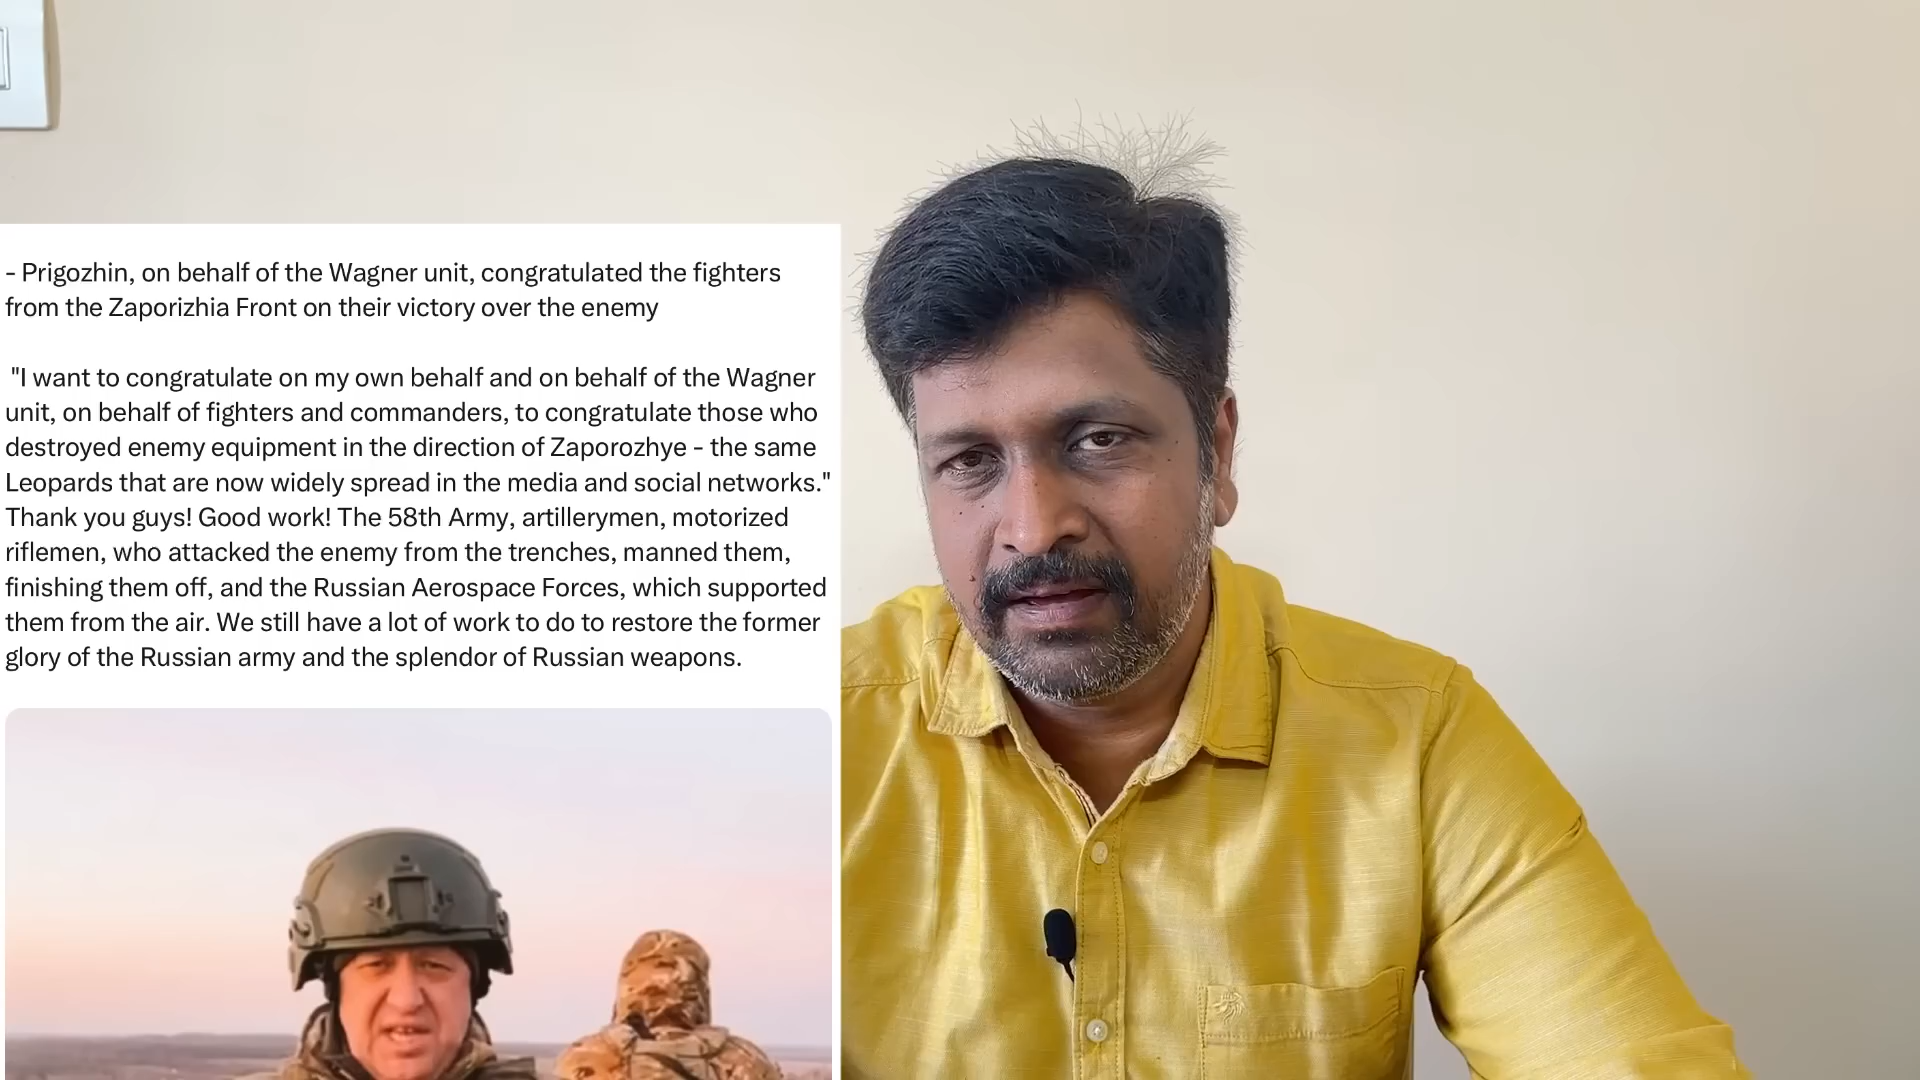 - Prigozhin, on behalf of the Wagner unit, congratulated the fighters
from the Zaporizhia Front on their victory over the enemy
"I want to congratulate on my own behalf and on behalf of the Wagner
unit, on behalf of fighters and commanders, to congratulate those who
destroyed enemy equipment in the direction of Zaporozhye - the same
Leopards that are now widely spread in the media and social networks."
Thank you guys! Good work! The 58th Army, artillerymen, motorized
riflemen, who attacked the enemy from the trenches, manned them,
finishing them off, and the Russian Aerospace Forces, which supported
them from the air. We still have a lot of work to do to restore the former
glory of the Russian army and the splendor of Russian weapons.